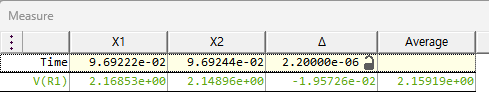 Measure
X1 X2 Δ Average
Time 9.69222e-02 9.69244e-02 2.20000e-06
V(R1) 2.16853e+00 2.14896e+00 -1.95726e-02 2.15919e+00